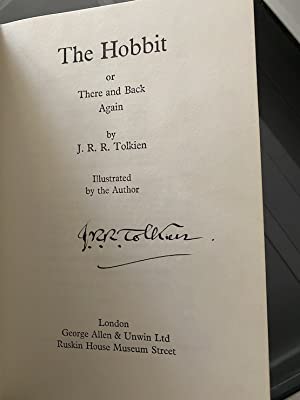 The Hobbit
or
There and Back
Again
by
J. R. R. Tolkien
Illustrated
by the Author
J.R.R. Tolkien.
London
George Allen & Unwin Ltd
Ruskin House Museum Street